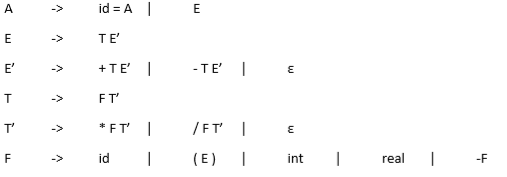 A -> id = A | E
E -> T E’
E’ -> + T E’ | - T E’ | ε
T -> F T’
T’ -> * F T’ | / F T’ | ε
F -> id | ( E ) | int | real | -F